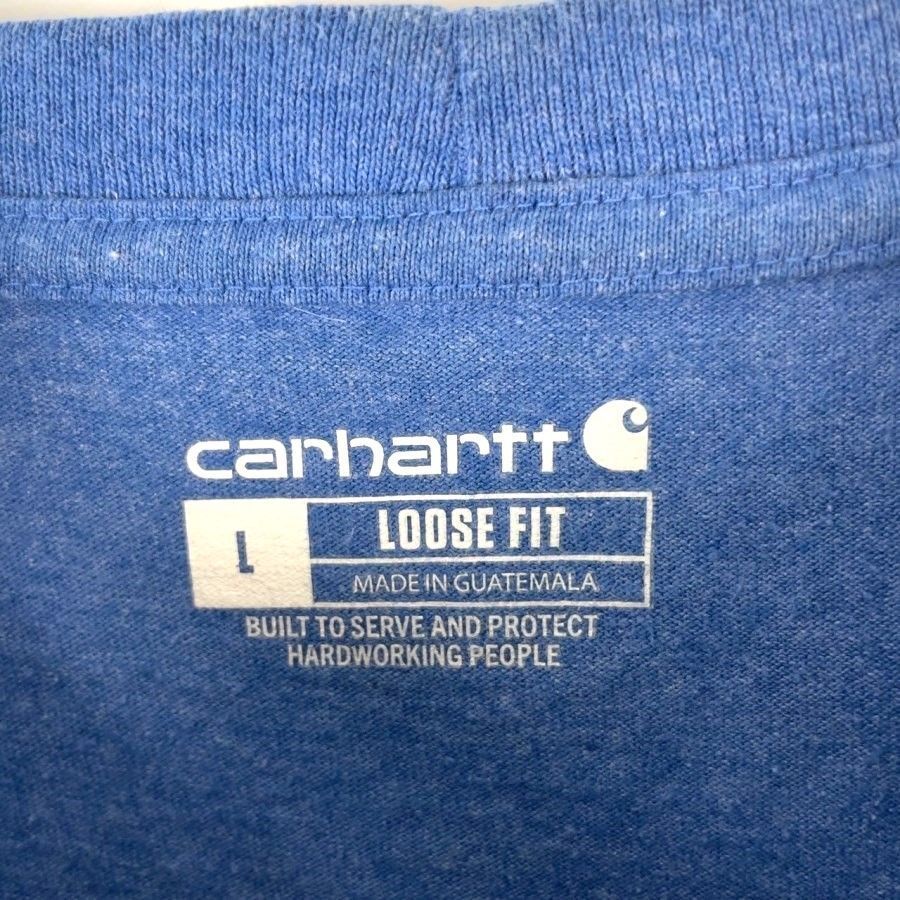 carhartt
L
LOOSE FIT
MADE IN GUATEMALA
BUILT TO SERVE AND PROTECT
HARDWORKING PEOPLE